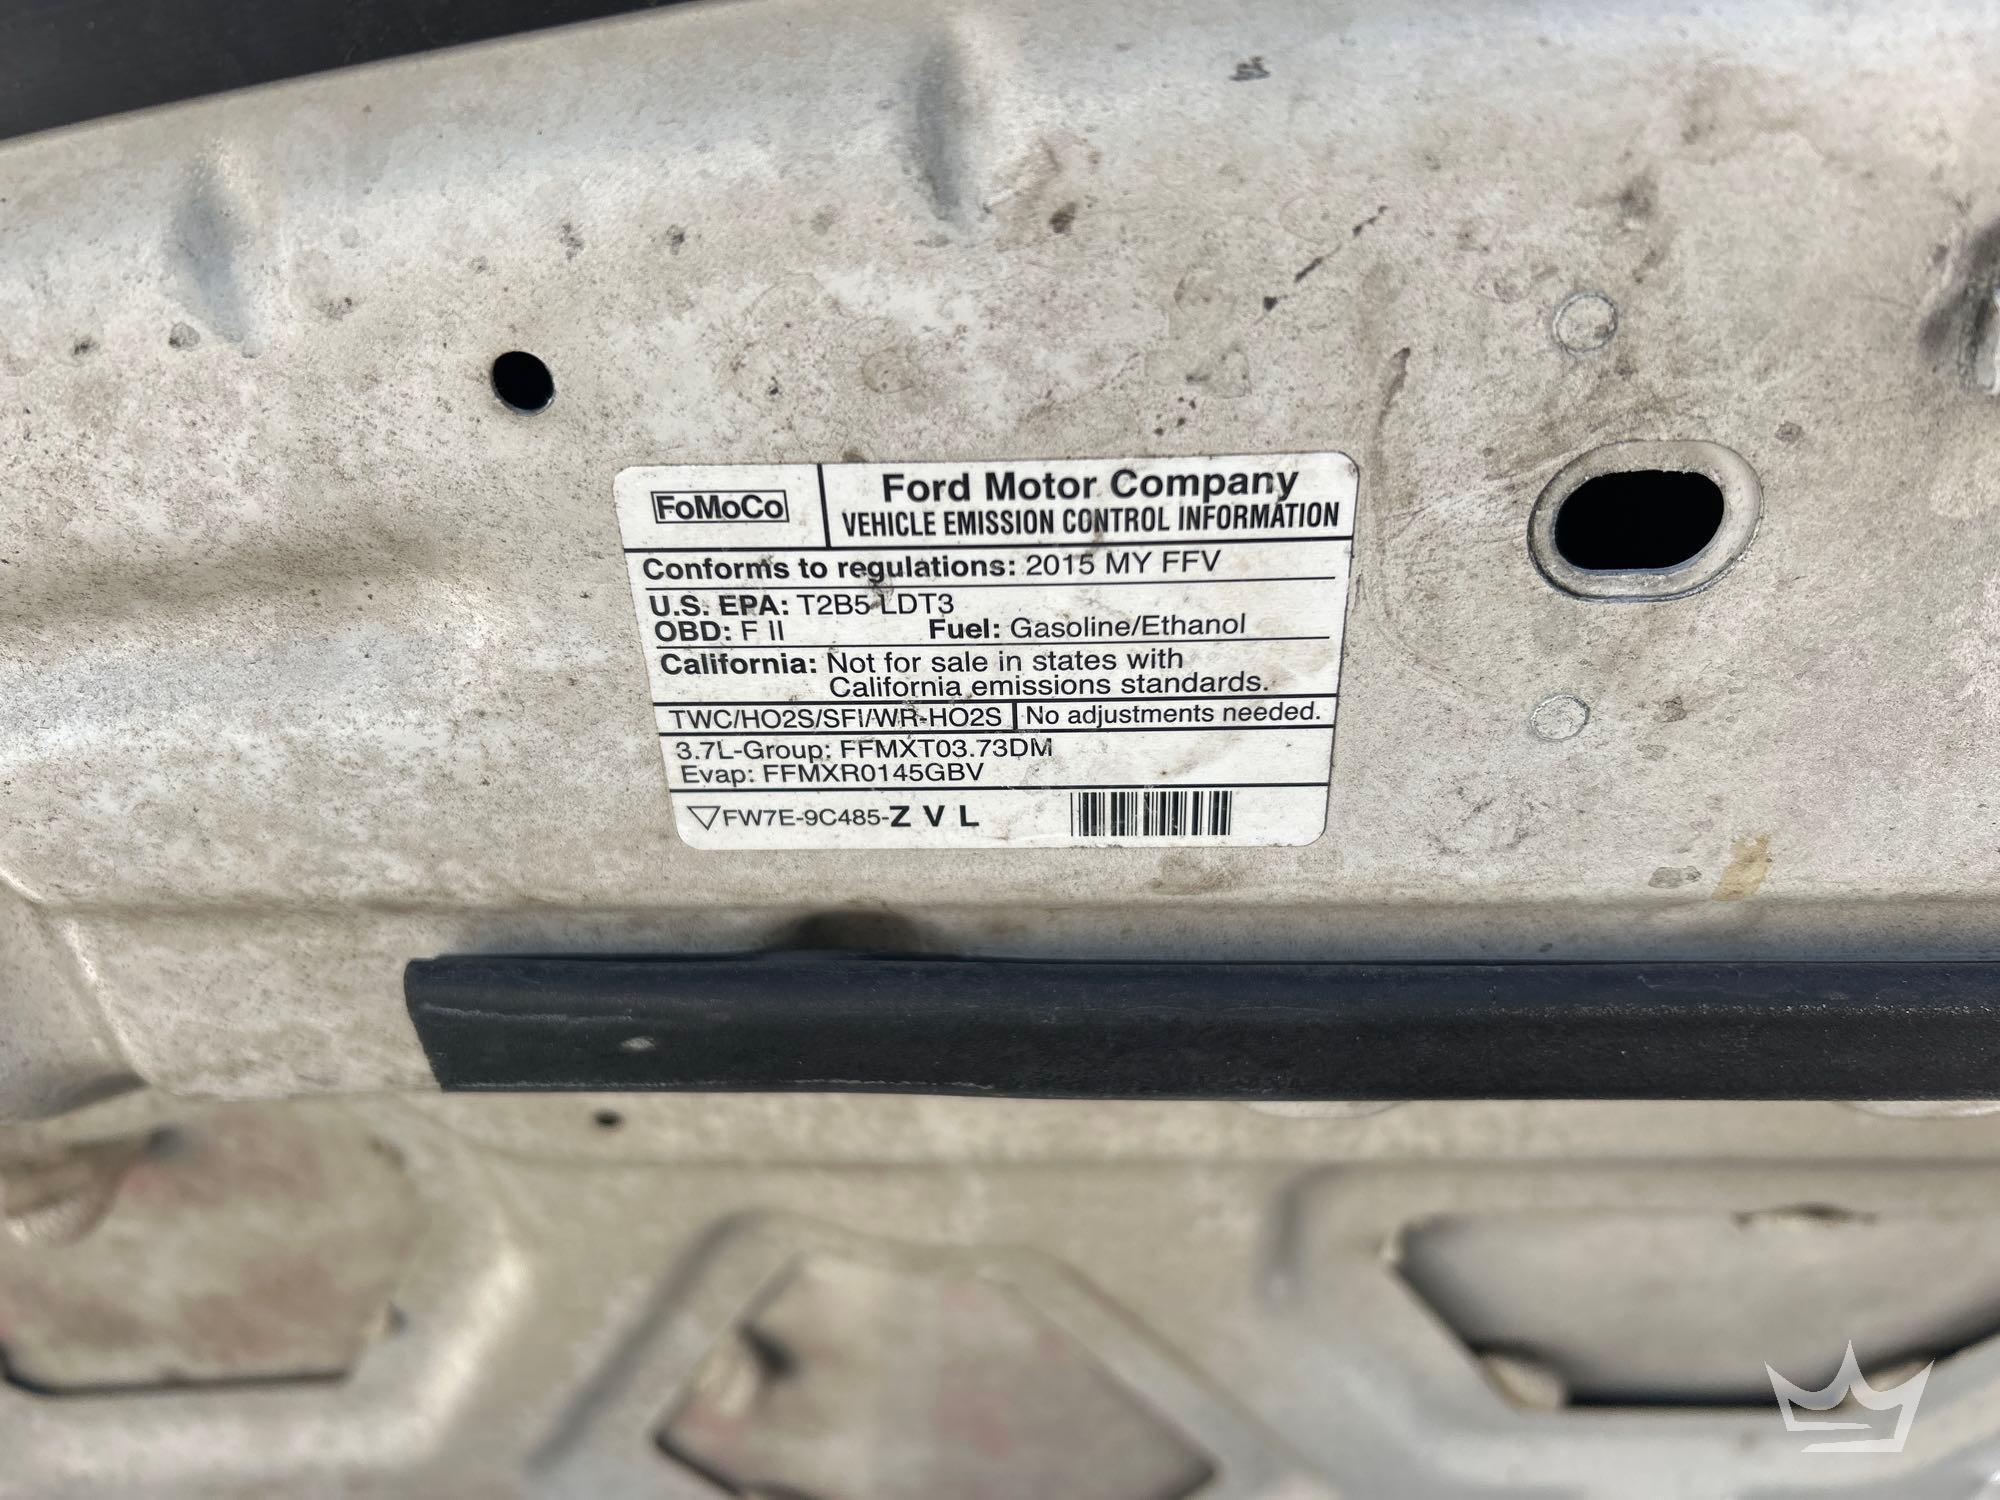 FoMoCo
Ford Motor Company
VEHICLE EMISSION CONTROL INFORMATION
Conforms to regulations: 2015 MY FFV
U.S. EPA: T2B5 LDT3
OBD: F II Fuel: Gasoline/Ethanol
California: Not for sale in states with
California emissions standards.
TWC/HO2S/SFI/WR-HO2S No adjustments needed.
3.7L-Group: FFMXT03.73DM
Evap: FFMXR0145GBV
FW7E-9C485-Z V L